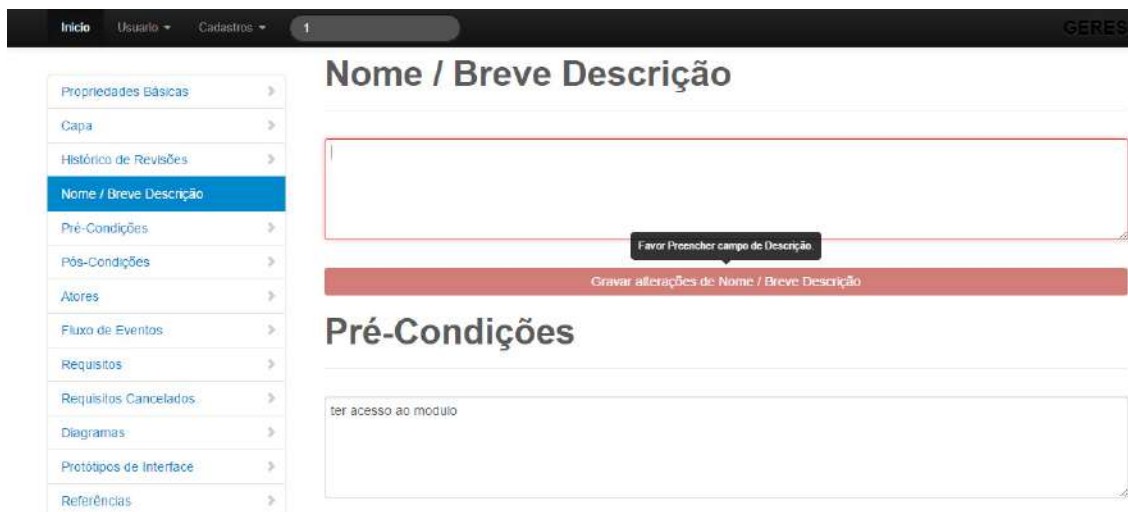 Inicio Usuario Cadastros 1 GERES
Nome / Breve Descrição
Propriedades Básicas
Capa
Histórico de Revisões
Nome / Breve Descrição
Pré-Condições
Pós-Condições
Atores
Fluxo de Eventos
Requisitos
Requisitos Cancelados
Diagramas
Protótipos de Interface
Referências
Favor Preencher campo de Descrição
Gravar alterações de Nome / Breve Descrição
Pré-Condições
ter acesso ao modulo